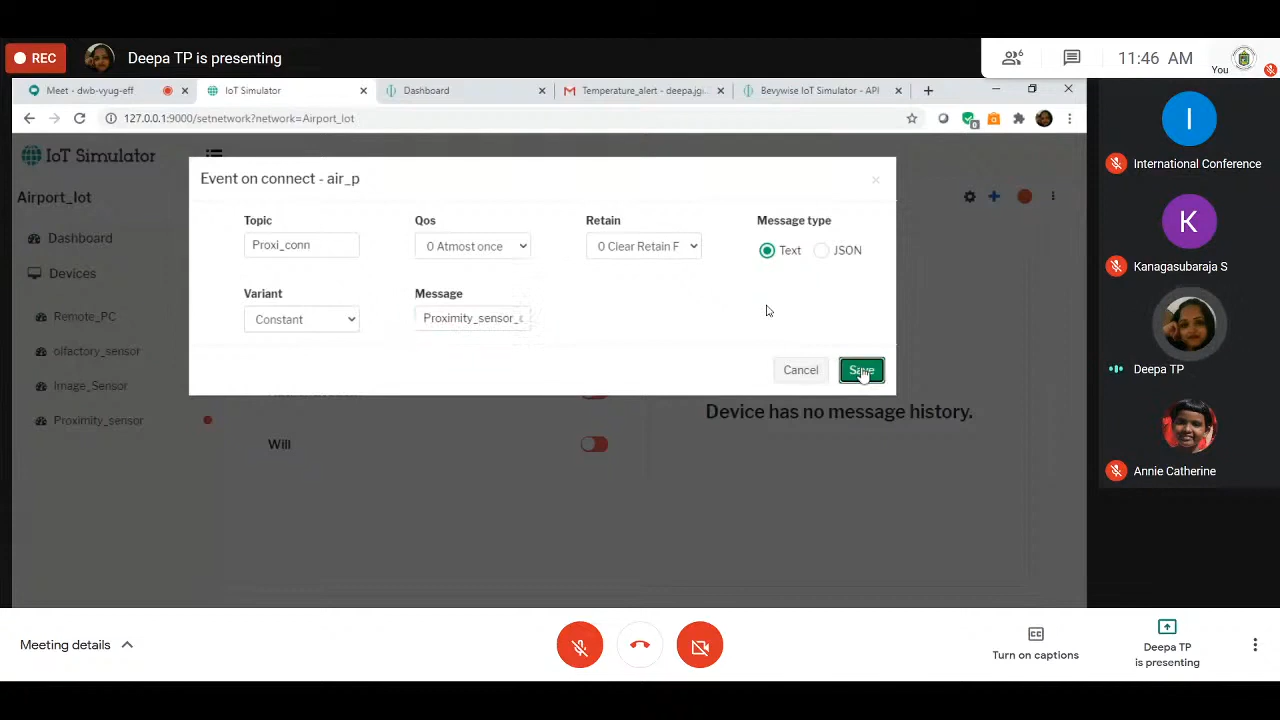 REC
Deepa TP is presenting
6
11:46 AM
You
Meet - dwb-vyug-eff
IoT Simulator
Dashboard
Temperature_alert - deepa.jgi
Bevywise IoT Simulator - API
127.0.0.1:9000/setnetwork?network=Airport_Iot
IoT Simulator
Airport_Iot
Dashboard
Devices
Remote_PC
olfactory_sensor
Image_Sensor
Proximity_sensor
Event on connect - air_p
×
Topic
Qos
Retain
Message type
Proxi_conn
0 Atmost once
0 Clear Retain F
Text
JSON
Variant
Message
Constant
Proximity_sensor_c
Cancel
Save
Device has no message history.
Will
I
International Conference
K
Kanagasubaraja S
Deepa TP
Annie Catherine
Meeting details
Turn on captions
Deepa TP
is presenting